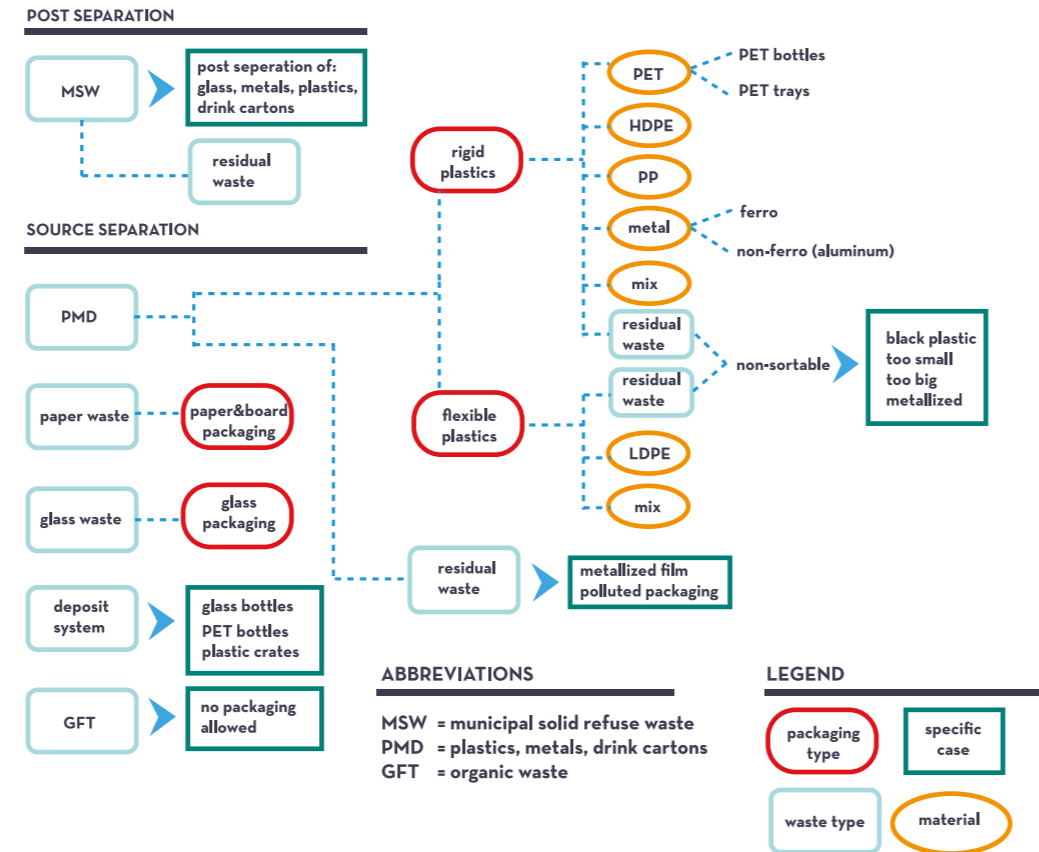 POST SEPARATION
MSW
post seperation of:
glass, metals, plastics,
drink cartons
residual
waste
SOURCE SEPARATION
PMD
paper waste
paper&board
packaging
glass waste
glass
packaging
deposit
system
glass bottles
PET bottles
plastic crates
GFT
no packaging
allowed
rigid
plastics
PET
PET bottles
PET trays
HDPE
PP
metal
ferro
non-ferro (aluminum)
mix
residual
waste
residual
waste
non-sortable
black plastic
too small
too big
metallized
flexible
plastics
LDPE
mix
residual
waste
metallized film
polluted packaging
ABBREVIATIONS
MSW = municipal solid refuse waste
PMD = plastics, metals, drink cartons
GFT = organic waste
LEGEND
packaging
type
specific
case
waste type
material